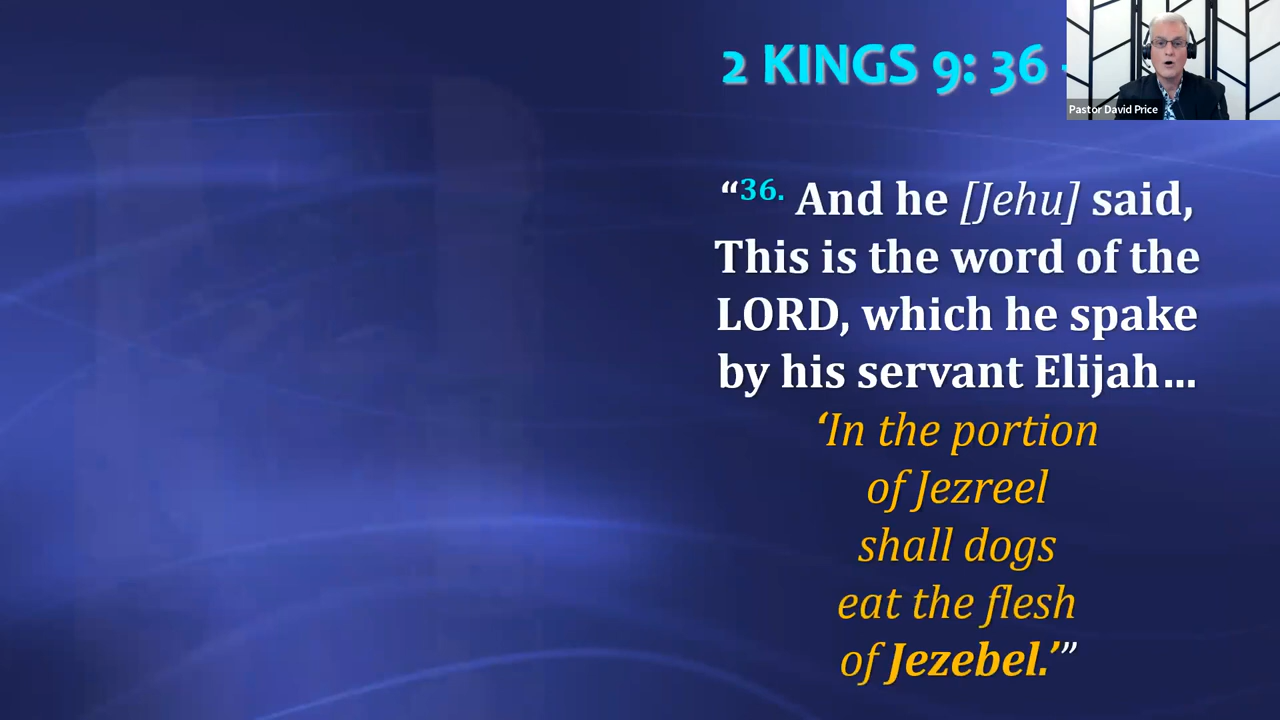 2 KINGS 9: 36 -
Pastor David Price
“36. And he [Jehu] said,
This is the word of the
LORD, which he spake
by his servant Elijah…
‘In the portion
of Jezreel
shall dogs
eat the flesh
of Jezebel.’”